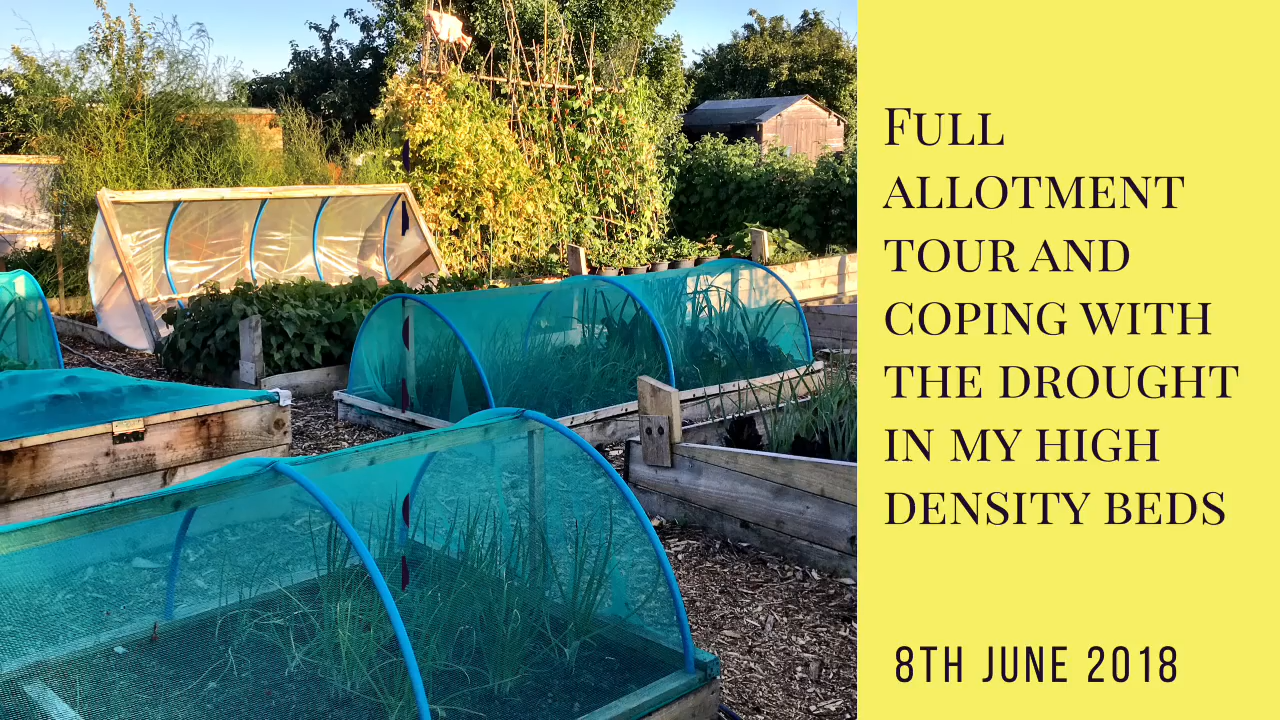 Full
allotment
tour and
coping with
the drought
in my high
density beds
8TH JUNE 2018